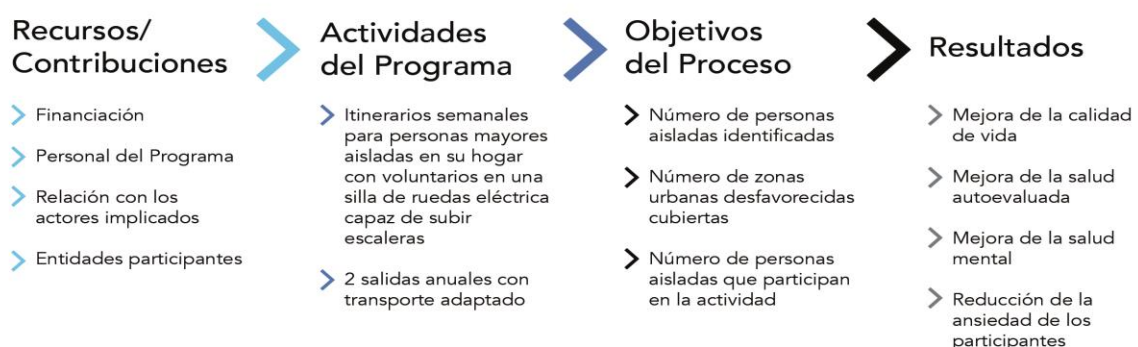 Recursos/
Contribuciones
Financiación
Personal del Programa
Relación con los
actores implicados
Entidades participantes
Actividades
del Programa
Itinerarios semanales
para personas mayores
aisladas en su hogar
con voluntarios en una
silla de ruedas eléctrica
capaz de subir
escaleras
2 salidas anuales con
transporte adaptado
Objetivos
del Proceso
Número de personas
aisladas identificadas
Número de zonas
urbanas desfavorecidas
cubiertas
Número de personas
aisladas que participan
en la actividad
Resultados
Mejora de la calidad
de vida
Mejora de la salud
autoevaluada
Mejora de la salud
mental
Reducción de la
ansiedad de los
participantes